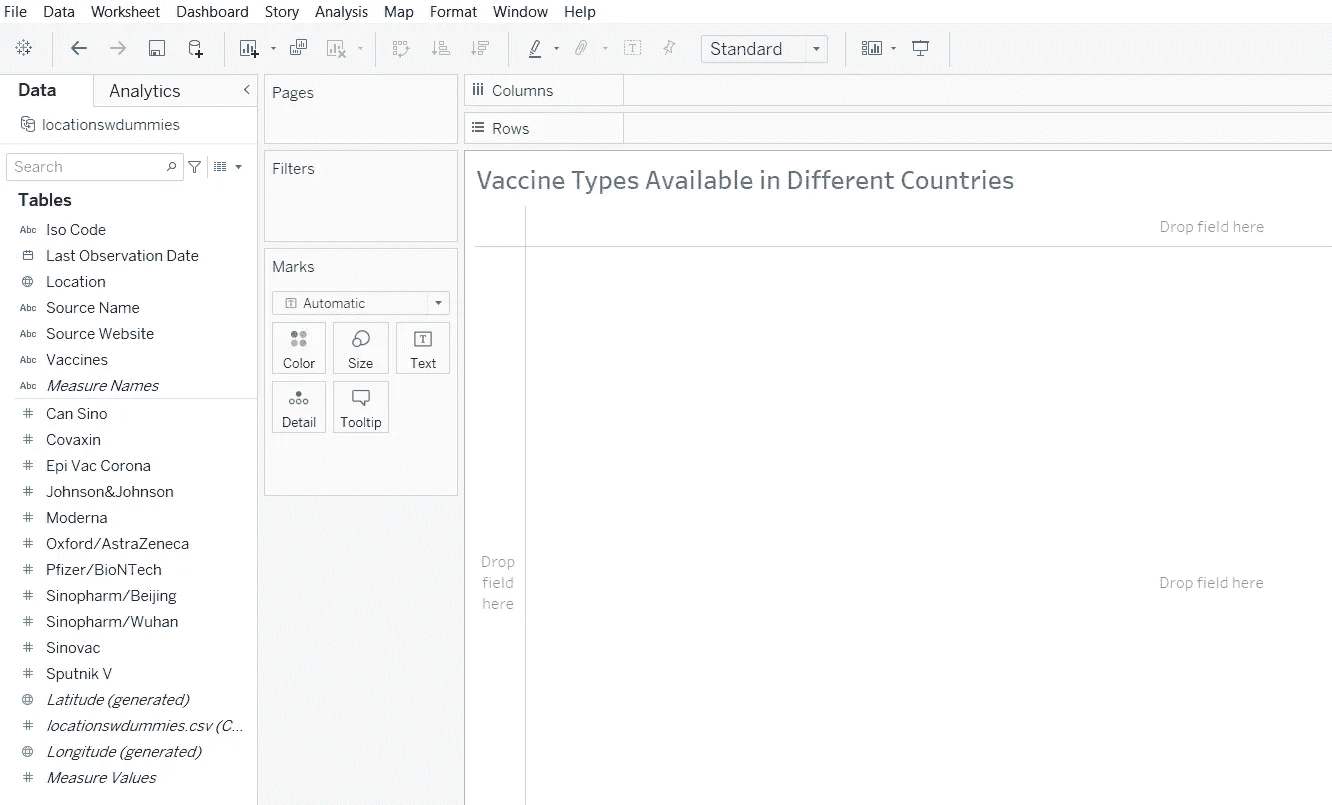 File Data Worksheet Dashboard Story Analysis Map Format Window Help
Standard
Data Analytics
locationswdummies
Search
Tables
Abc Iso Code
Last Observation Date
Location
Abc Source Name
Abc Source Website
Abc Vaccines
Abc Measure Names
# Can Sino
# Covaxin
# Epi Vac Corona
# Johnson&Johnson
# Moderna
# Oxford/AstraZeneca
# Pfizer/BioNTech
# Sinopharm/Beijing
# Sinopharm/Wuhan
# Sinovac
# Sputnik V
Latitude (generated)
# locationswdummies.csv (C...
Longitude (generated)
# Measure Values
Pages
Filters
Marks
T Automatic
Color Size T Text
Detail Tooltip
Columns
Rows
Vaccine Types Available in Different Countries
Drop field here
Drop
field
here
Drop field here